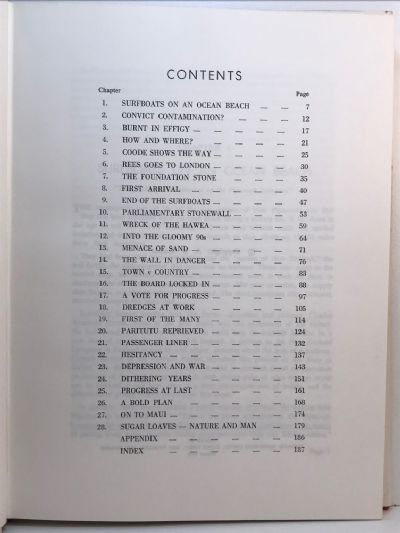 CONTENTS
Chapter Page
1. SURFBOATS ON AN OCEAN BEACH — — 7
2. CONVICT CONTAMINATION? — — — 12
3. BURNT IN EFFIGY — — — — — 17
4. HOW AND WHERE? — — — — — 21
5. COODE SHOWS THE WAY — — — — 25
6. REES GOES TO LONDON — — — — 30
7. THE FOUNDATION STONE — — — — 35
8. FIRST ARRIVAL — — — — — 40
9. END OF THE SURFBOATS — — — — 47
10. PARLIAMENTARY STONEWALL — — — 53
11. WRECK OF THE HAWEA — — — — 59
12. INTO THE GLOOMY 90s — — — — 64
13. MENACE OF SAND — — — — — 71
14. THE WALL IN DANGER — — — — 76
15. TOWN v COUNTRY — — — — — 83
16. THE BOARD LOCKED IN — — — — 88
17. A VOTE FOR PROGRESS — — — — 97
18. DREDGES AT WORK — — — — 105
19. FIRST OF THE MANY — — — — 114
20. PARITUTU REPRIEVED — — — — 124
21. PASSENGER LINER — — — — — 132
22. HESITANCY — — — — — — 137
23. DEPRESSION AND WAR — — — — 143
24. DITHERING YEARS — — — — — 151
25. PROGRESS AT LAST — — — — 161
26. A BOLD PLAN — — — — — 168
27. ON TO MAUI — — — — — — 174
28. SUGAR LOAVES — NATURE AND MAN — — 179
APPENDIX — — — — — — 186
INDEX — — — — — — 187